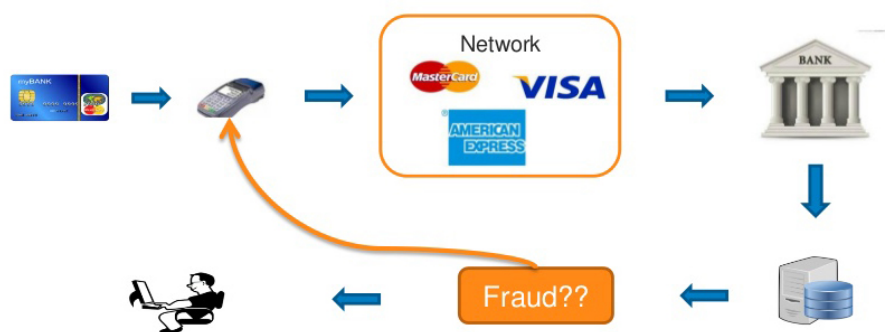 Network
myBANK
MasterCard
VISA
BANK
AMERICAN
EXPRESS
®
Fraud??